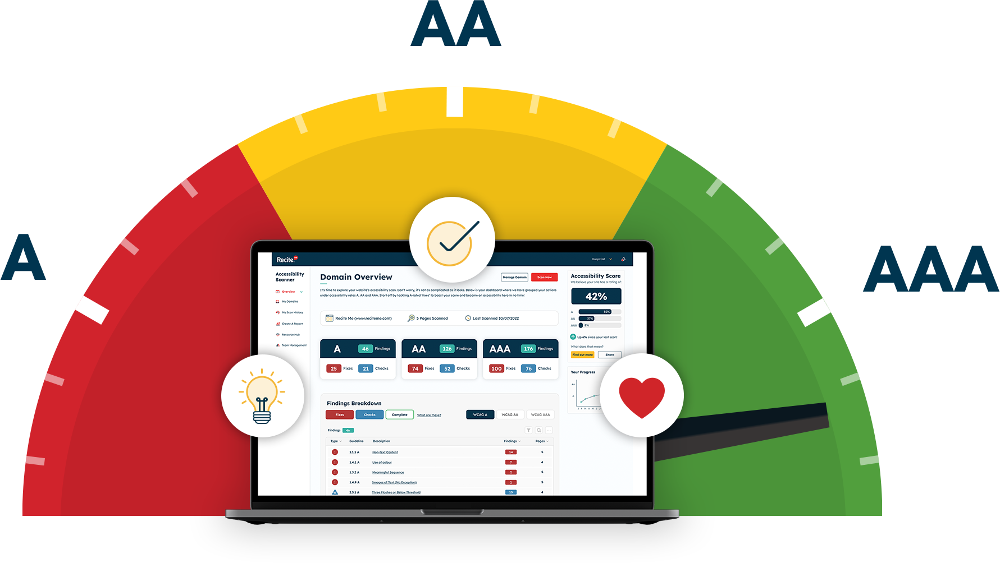 AA
A
AAA
Recite me
Darryn Hall
Accessibility Scanner
Overview
My Domains
My Scan History
Create A Report
Resource Hub
Team Management
Domain Overview
Manage Domain
Scan Now
It's time to explore your website's accessibility scan. Don't worry, it's not as complicated as it looks. Below is your dashboard where we have grouped your actions
under accessibility rates A, AA and AAA. Start off by tackling A-rated 'fixes' to boost your score and become an accessibility hero in no time!
Recite Me (www.reciteme.com)
5 Pages Scanned
Last Scanned 10/07/2022
A 46 Findings
25 Fixes 21 Checks
AA 126 Findings
74 Fixes 52 Checks
AAA 176 Findings
100 Fixes 76 Checks
Findings Breakdown
Fixes Checks Complete What are these? WCAG A WCAG AA WCAG AAA
Findings 46
Type Guideline Description Findings Pages
1.1.1 A Non-text Content 14 5
1.4.1 A Use of colour 7 4
1.3.2 A Meaningful Sequence 2 5
1.4.9 A Images of Text (No Exception) 2 5
2.3.1 A Three Flashes or Below Threshold 13 4
Accessibility Score
We believe your site has a rating of:
42%
A 82%
AA 37%
AAA 8%
Up 6% since your last scan!
What does that mean?
Find out more Share
Your Progress
AA
A
J F M A M J J